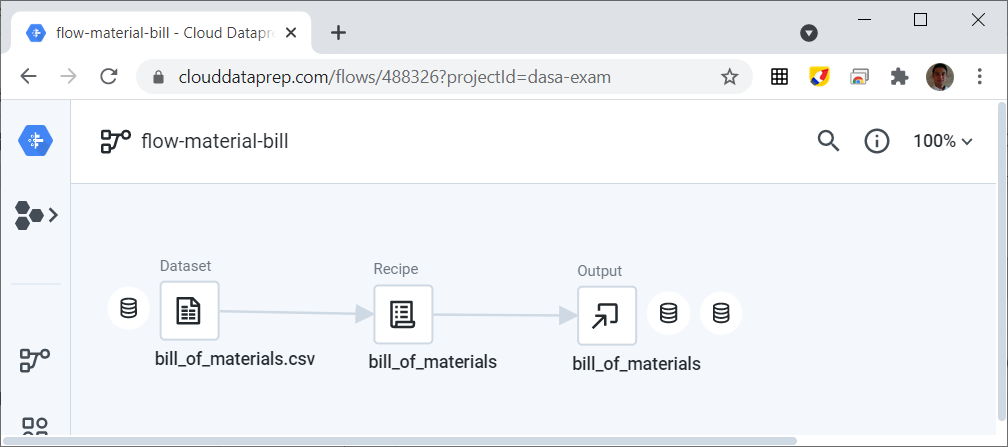 flow-material-bill - Cloud Datapre
clouddataprep.com/flows/488326?projectId=dasa-exam
flow-material-bill
100%
Dataset
Recipe
Output
bill_of_materials.csv
bill_of_materials
bill_of_materials